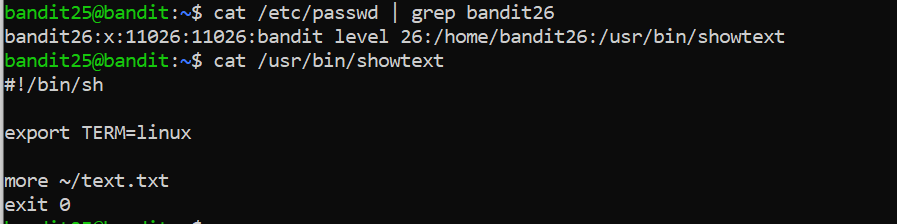 bandit25@bandit:~$ cat /etc/passwd | grep bandit26
bandit26:x:11026:11026:bandit level 26:/home/bandit26:/usr/bin/showtext
bandit25@bandit:~$ cat /usr/bin/showtext
#!/bin/sh
export TERM=linux
more ~/text.txt
exit 0